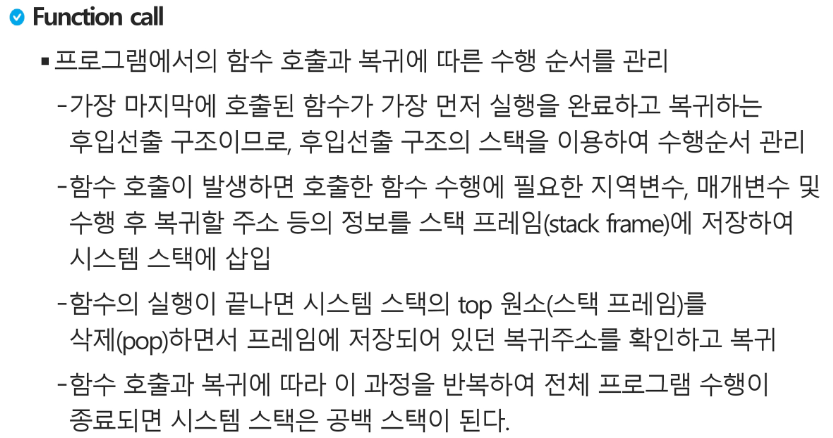 Function call
▪프로그램에서의 함수 호출과 복귀에 따른 수행 순서를 관리
-가장 마지막에 호출된 함수가 가장 먼저 실행을 완료하고 복귀하는
후입선출 구조이므로, 후입선출 구조의 스택을 이용하여 수행순서 관리
-함수 호출이 발생하면 호출한 함수 수행에 필요한 지역변수, 매개변수 및
수행 후 복귀할 주소 등의 정보를 스택 프레임(stack frame)에 저장하여
시스템 스택에 삽입
-함수의 실행이 끝나면 시스템 스택의 top 원소(스택 프레임)를
삭제(pop)하면서 프레임에 저장되어 있던 복귀주소를 확인하고 복귀
-함수 호출과 복귀에 따라 이 과정을 반복하여 전체 프로그램 수행이
종료되면 시스템 스택은 공백 스택이 된다.